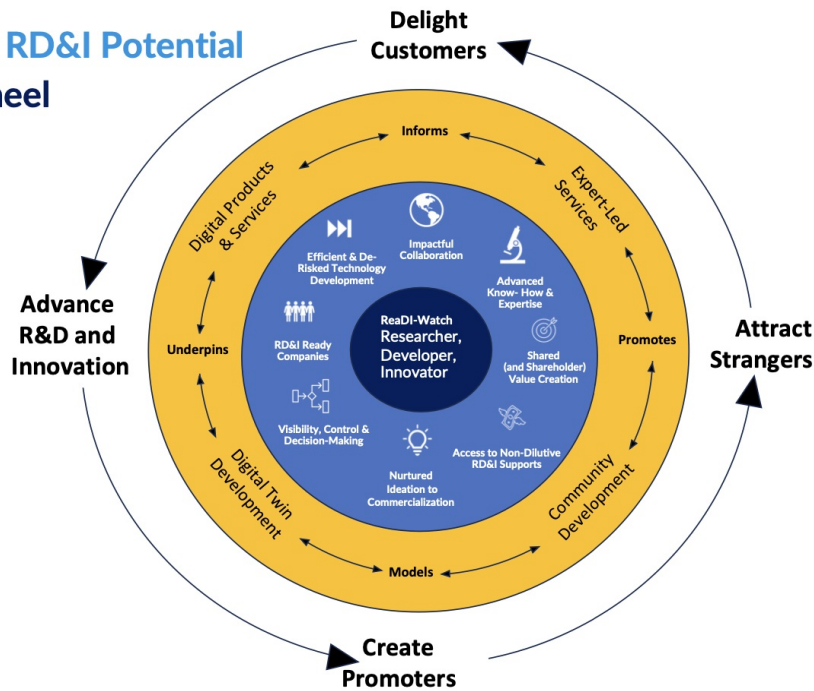 RD&I Potential
eel
Delight
Customers
Informs
Digital Products
& Services
Expert-Led
Services
Impactful
Collaboration
Efficient & De-
Risked Technology
Development
Advanced
Know- How &
Expertise
Advance
R&D and
Innovation
Underpins
RD&I Ready
Companies
ReaDI-Watch
Researcher,
Developer,
Innovator
Shared
(and Shareholder)
Value Creation
Promotes
Attract
Strangers
Visibility, Control &
Decision-Making
Nurtured
Ideation to
Commercialization
Access to Non-Dilutive
RD&I Supports
Digital Twin
Development
Community
Development
Models
Create
Promoters